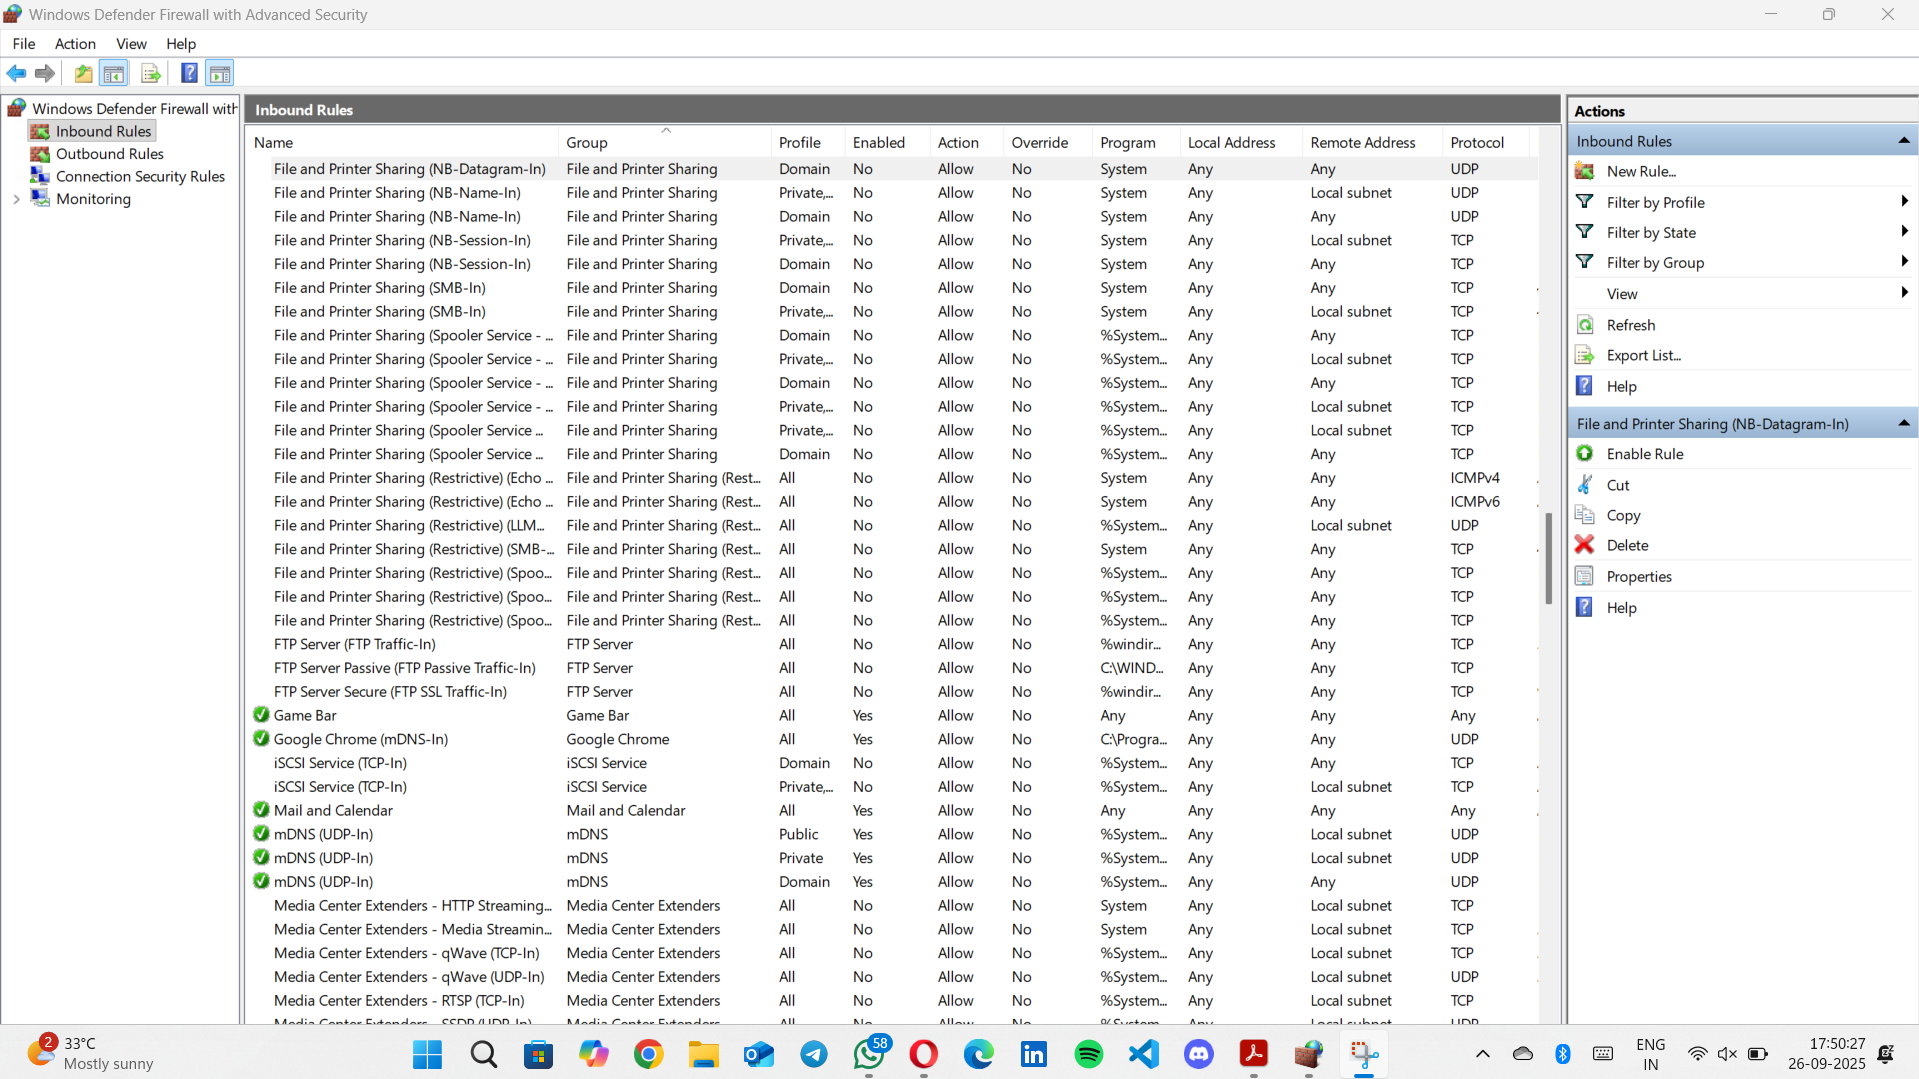 Windows Defender Firewall with Advanced Security
File Action View Help
Windows Defender Firewall with
Inbound Rules
Outbound Rules
Connection Security Rules
Monitoring
Inbound Rules
Name Group Profile Enabled Action Override Program Local Address Remote Address Protocol
File and Printer Sharing (NB-Datagram-In) File and Printer Sharing Domain No Allow No System Any Any UDP
File and Printer Sharing (NB-Name-In) File and Printer Sharing Private,... No Allow No System Any Local subnet UDP
File and Printer Sharing (NB-Name-In) File and Printer Sharing Domain No Allow No System Any Any UDP
File and Printer Sharing (NB-Session-In) File and Printer Sharing Private,... No Allow No System Any Local subnet TCP
File and Printer Sharing (NB-Session-In) File and Printer Sharing Domain No Allow No System Any Any TCP
File and Printer Sharing (SMB-In) File and Printer Sharing Domain No Allow No System Any Any TCP
File and Printer Sharing (SMB-In) File and Printer Sharing Private,... No Allow No System Any Local subnet TCP
File and Printer Sharing (Spooler Service - ... File and Printer Sharing Domain No Allow No %System... Any Any TCP
File and Printer Sharing (Spooler Service - ... File and Printer Sharing Private,... No Allow No %System... Any Local subnet TCP
File and Printer Sharing (Spooler Service - ... File and Printer Sharing Domain No Allow No %System... Any Any TCP
File and Printer Sharing (Spooler Service - ... File and Printer Sharing Private,... No Allow No %System... Any Local subnet TCP
File and Printer Sharing (Spooler Service ... File and Printer Sharing Private,... No Allow No %System... Any Local subnet TCP
File and Printer Sharing (Spooler Service ... File and Printer Sharing Domain No Allow No %System... Any Any TCP
File and Printer Sharing (Restrictive) (Echo ... File and Printer Sharing (Rest... All No Allow No System Any Any ICMPv4
File and Printer Sharing (Restrictive) (Echo ... File and Printer Sharing (Rest... All No Allow No System Any Any ICMPv6
File and Printer Sharing (Restrictive) (LLM... File and Printer Sharing (Rest... All No Allow No %System... Any Local subnet UDP
File and Printer Sharing (Restrictive) (SMB-... File and Printer Sharing (Rest... All No Allow No System Any Any TCP
File and Printer Sharing (Restrictive) (Spoo... File and Printer Sharing (Rest... All No Allow No %System... Any Any TCP
File and Printer Sharing (Restrictive) (Spoo... File and Printer Sharing (Rest... All No Allow No %System... Any Any TCP
File and Printer Sharing (Restrictive) (Spoo... File and Printer Sharing (Rest... All No Allow No %System... Any Any TCP
FTP Server (FTP Traffic-In) FTP Server All No Allow No %windir... Any Any TCP
FTP Server Passive (FTP Passive Traffic-In) FTP Server All No Allow No C:\WIND... Any Any TCP
FTP Server Secure (FTP SSL Traffic-In) FTP Server All No Allow No %windir... Any Any TCP
Game Bar Game Bar All Yes Allow No Any Any Any Any
Google Chrome (mDNS-In) Google Chrome All Yes Allow No C:\Progra... Any Any UDP
iSCSI Service (TCP-In) iSCSI Service Domain No Allow No %System... Any Any TCP
iSCSI Service (TCP-In) iSCSI Service Private,... No Allow No %System... Any Local subnet TCP
Mail and Calendar Mail and Calendar All Yes Allow No Any Any Any Any
mDNS (UDP-In) mDNS Public Yes Allow No %System... Any Local subnet UDP
mDNS (UDP-In) mDNS Private Yes Allow No %System... Any Local subnet UDP
mDNS (UDP-In) mDNS Domain Yes Allow No %System... Any Any UDP
Media Center Extenders - HTTP Streaming... Media Center Extenders All No Allow No System Any Local subnet TCP
Media Center Extenders - Media Streamin... Media Center Extenders All No Allow No System Any Local subnet TCP
Media Center Extenders - qWave (TCP-In) Media Center Extenders All No Allow No %System... Any Local subnet TCP
Media Center Extenders - qWave (UDP-In) Media Center Extenders All No Allow No %System... Any Local subnet UDP
Media Center Extenders - RTSP (TCP-In) Media Center Extenders All No Allow No %System... Any Local subnet TCP
Media Center Extenders - SSDP (UDP-In) Media Center Extenders All No Allow No %System... Any Local subnet UDP
Actions
Inbound Rules
New Rule...
Filter by Profile
Filter by State
Filter by Group
View
Refresh
Export List...
Help
File and Printer Sharing (NB-Datagram-In)
Enable Rule
Cut
Copy
Delete
Properties
Help
2
33°C
Mostly sunny
58
ENG
IN
17:50:27
26-09-2025